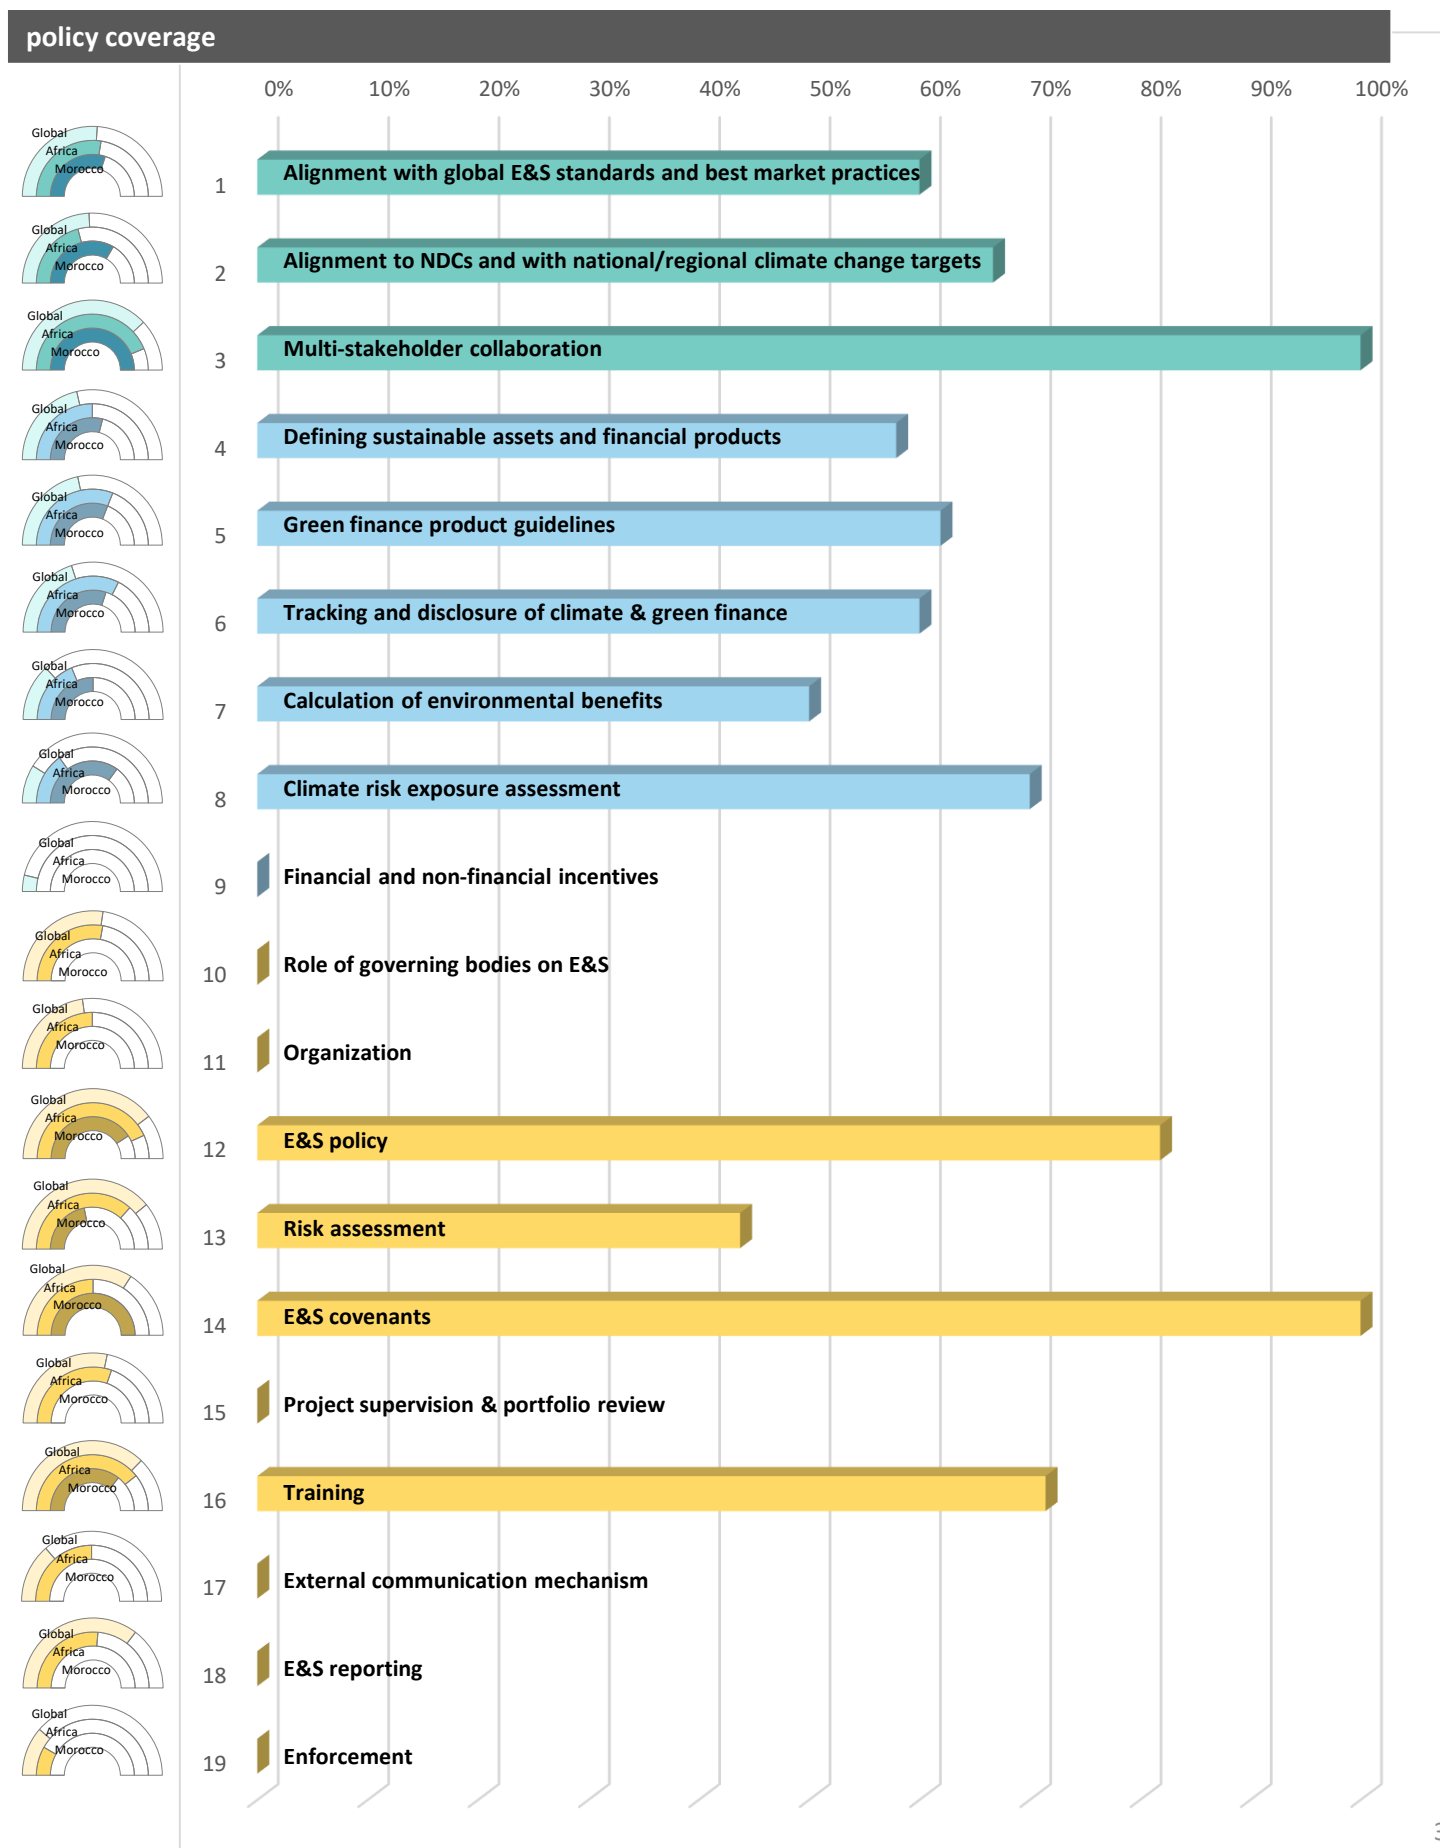 policy coverage
0% 10% 20% 30% 40% 50% 60% 70% 80% 90% 100%
Global
Africa
Morocco
1 Alignment with global E&S standards and best market practices
Global
Africa
Morocco
2 Alignment to NDCs and with national/regional climate change targets
Global
Africa
Morocco
3 Multi-stakeholder collaboration
Global
Africa
Morocco
4 Defining sustainable assets and financial products
Global
Africa
Morocco
5 Green finance product guidelines
Global
Africa
Morocco
6 Tracking and disclosure of climate & green finance
Global
Africa
Morocco
7 Calculation of environmental benefits
Global
Africa
Morocco
8 Climate risk exposure assessment
Global
Africa
Morocco
9 Financial and non-financial incentives
Global
Africa
Morocco
10 Role of governing bodies on E&S
Global
Africa
Morocco
11 Organization
Global
Africa
Morocco
12 E&S policy
Global
Africa
Morocco
13 Risk assessment
Global
Africa
Morocco
14 E&S covenants
Global
Africa
Morocco
15 Project supervision & portfolio review
Global
Africa
Morocco
16 Training
Global
Africa
Morocco
17 External communication mechanism
Global
Africa
Morocco
18 E&S reporting
Global
Africa
Morocco
19 Enforcement